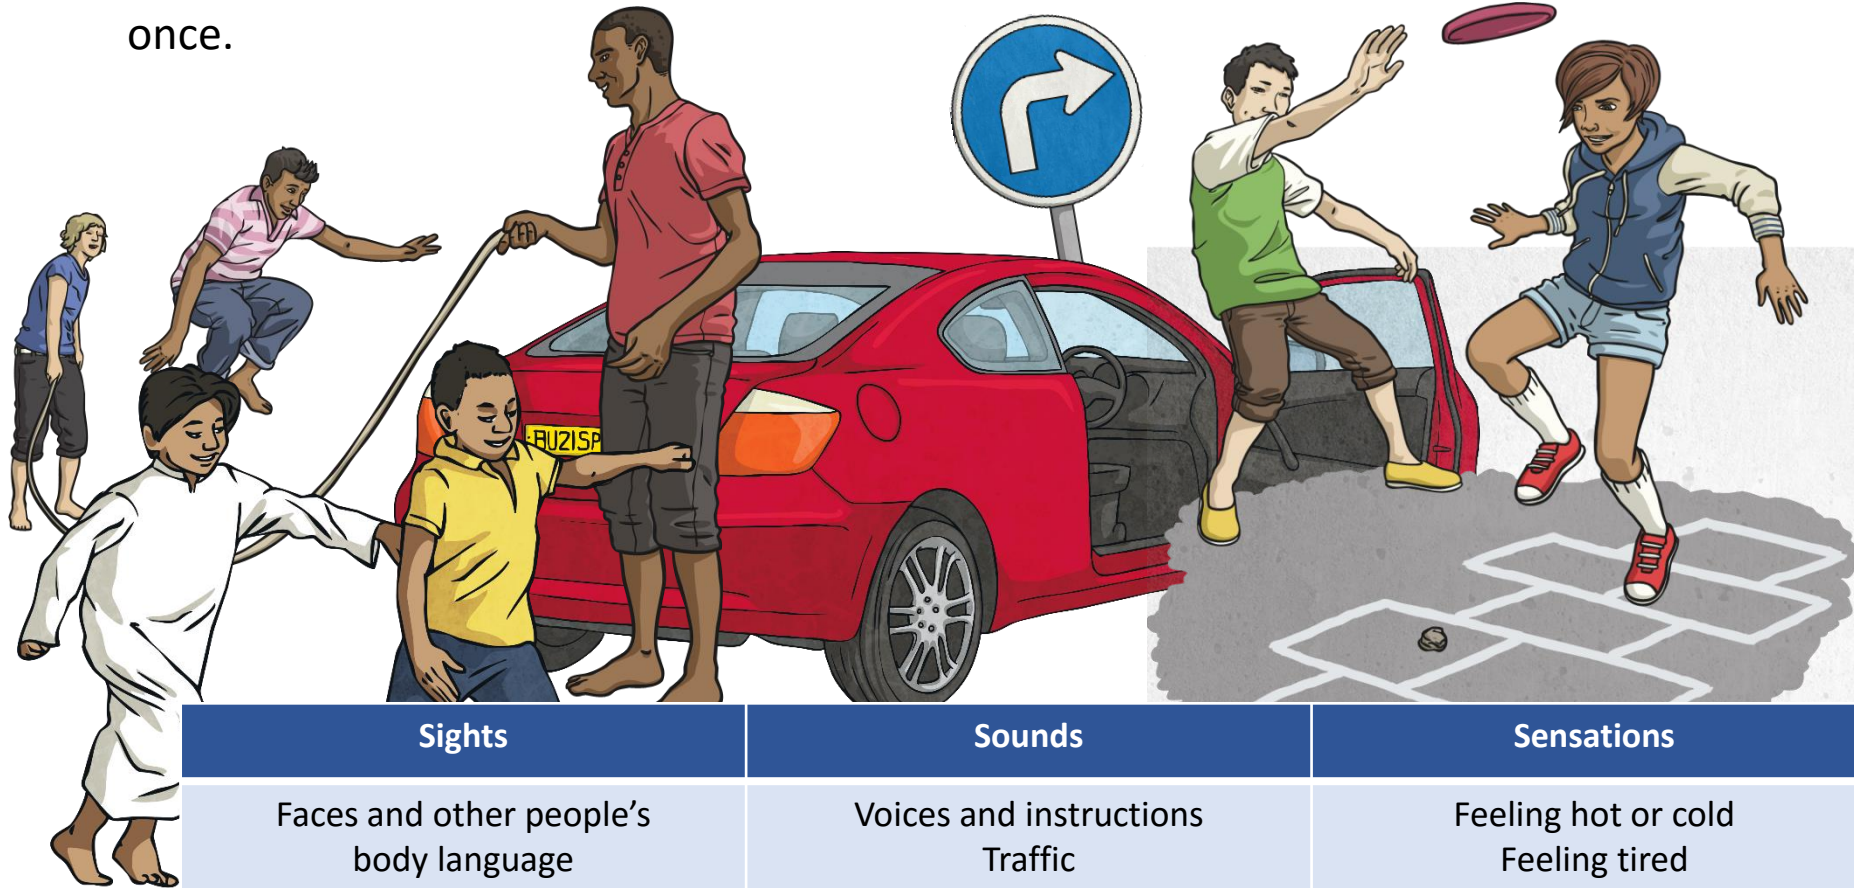 once.
BU21SP
Sights
Sounds
Sensations
Faces and other people’s
body language
Voices and instructions
Traffic
Feeling hot or cold
Feeling tired